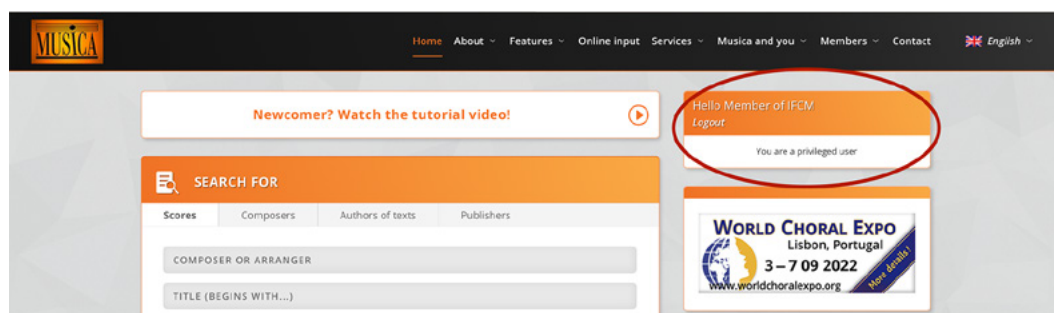 MUSICA
Home About Features Online input Services Musica and you Members Contact English
Newcomer? Watch the tutorial video!
Hello Member of IFCM
Logout
You are a privileged user
SEARCH FOR
Scores Composers Authors of texts Publishers
COMPOSER OR ARRANGER
TITLE (BEGINS WITH...)
WORLD CHORAL EXPO
Lisbon, Portugal
3 – 7 09 2022
www.worldchoralexpo.org
More details!